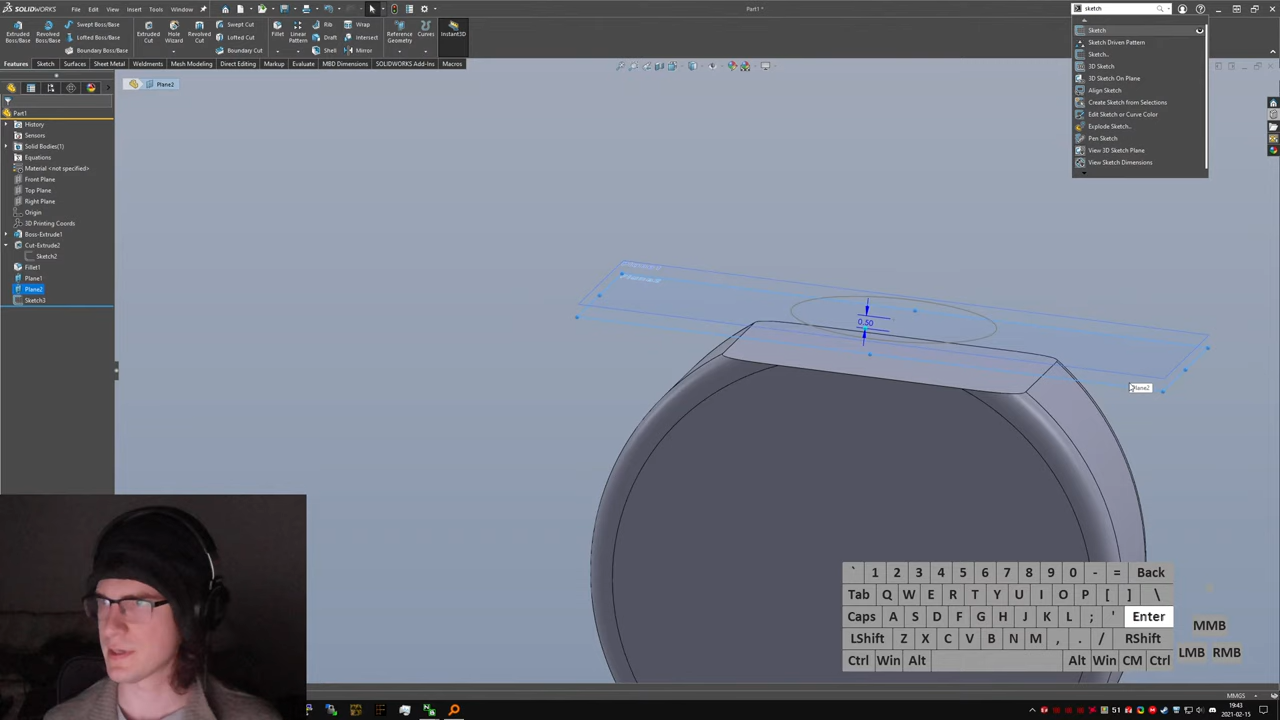 SOLIDWORKS File Edit View Insert Tools Window Part1 * sketch
Extruded Boss/Base Revolved Boss/Base Swept Boss/Base Lofted Boss/Base Boundary Boss/Base Extruded Cut Hole Wizard Revolved Cut Swept Cut Lofted Cut Boundary Cut Fillet Linear Pattern Rib Draft Shell Wrap Intersect Mirror Reference Geometry Curves Instant3D
Features Sketch Surfaces Sheet Metal Weldments Mesh Modeling Direct Editing Markup Evaluate MBD Dimensions SOLIDWORKS Add-Ins Macros
Plane2
Sketch
Sketch Driven Pattern
Sketch..
3D Sketch
3D Sketch On Plane
Align Sketch
Create Sketch from Selections
Edit Sketch or Curve Color
Explode Sketch..
Pen Sketch
View 3D Sketch Plane
View Sketch Dimensions
Part1
History
Sensors
Solid Bodies(1)
Equations
Material <not specified>
Front Plane
Top Plane
Right Plane
Origin
3D Printing Coords
Boss-Extrude1
Cut-Extrude2
Sketch2
Fillet1
Plane1
Plane2
Sketch3
0.50
Plane2
` 1 2 3 4 5 6 7 8 9 0 - = Back
Tab Q W E R T Y U I O P [ ] \
Caps A S D F G H J K L ; ' Enter
LShift Z X C V B N M , . / RShift
Ctrl Win Alt Alt Win CM Ctrl
MMB
LMB RMB
MMGS
51
19:43
2021-02-15